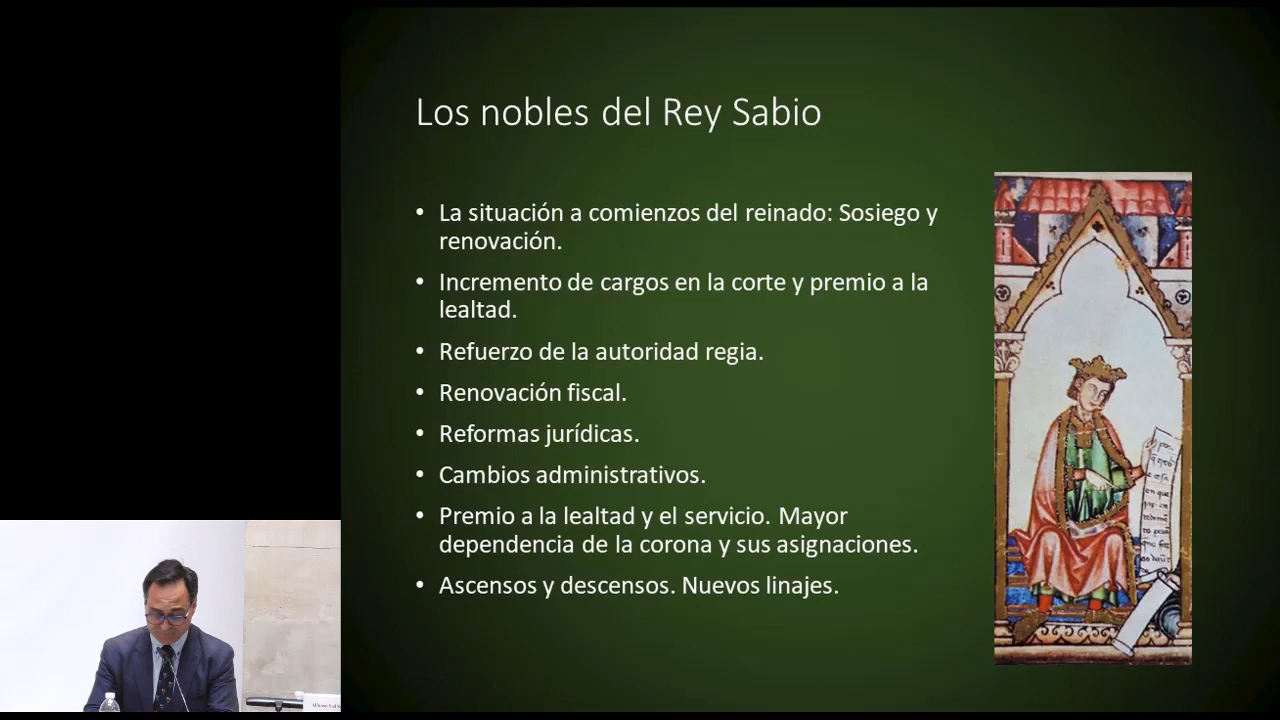 Los nobles del Rey Sabio
• La situación a comienzos del reinado: Sosiego y
renovación.
• Incremento de cargos en la corte y premio a la
lealtad.
• Refuerzo de la autoridad regia.
• Renovación fiscal.
• Reformas jurídicas.
• Cambios administrativos.
• Premio a la lealtad y el servicio. Mayor
dependencia de la corona y sus asignaciones.
• Ascensos y descensos. Nuevos linajes.